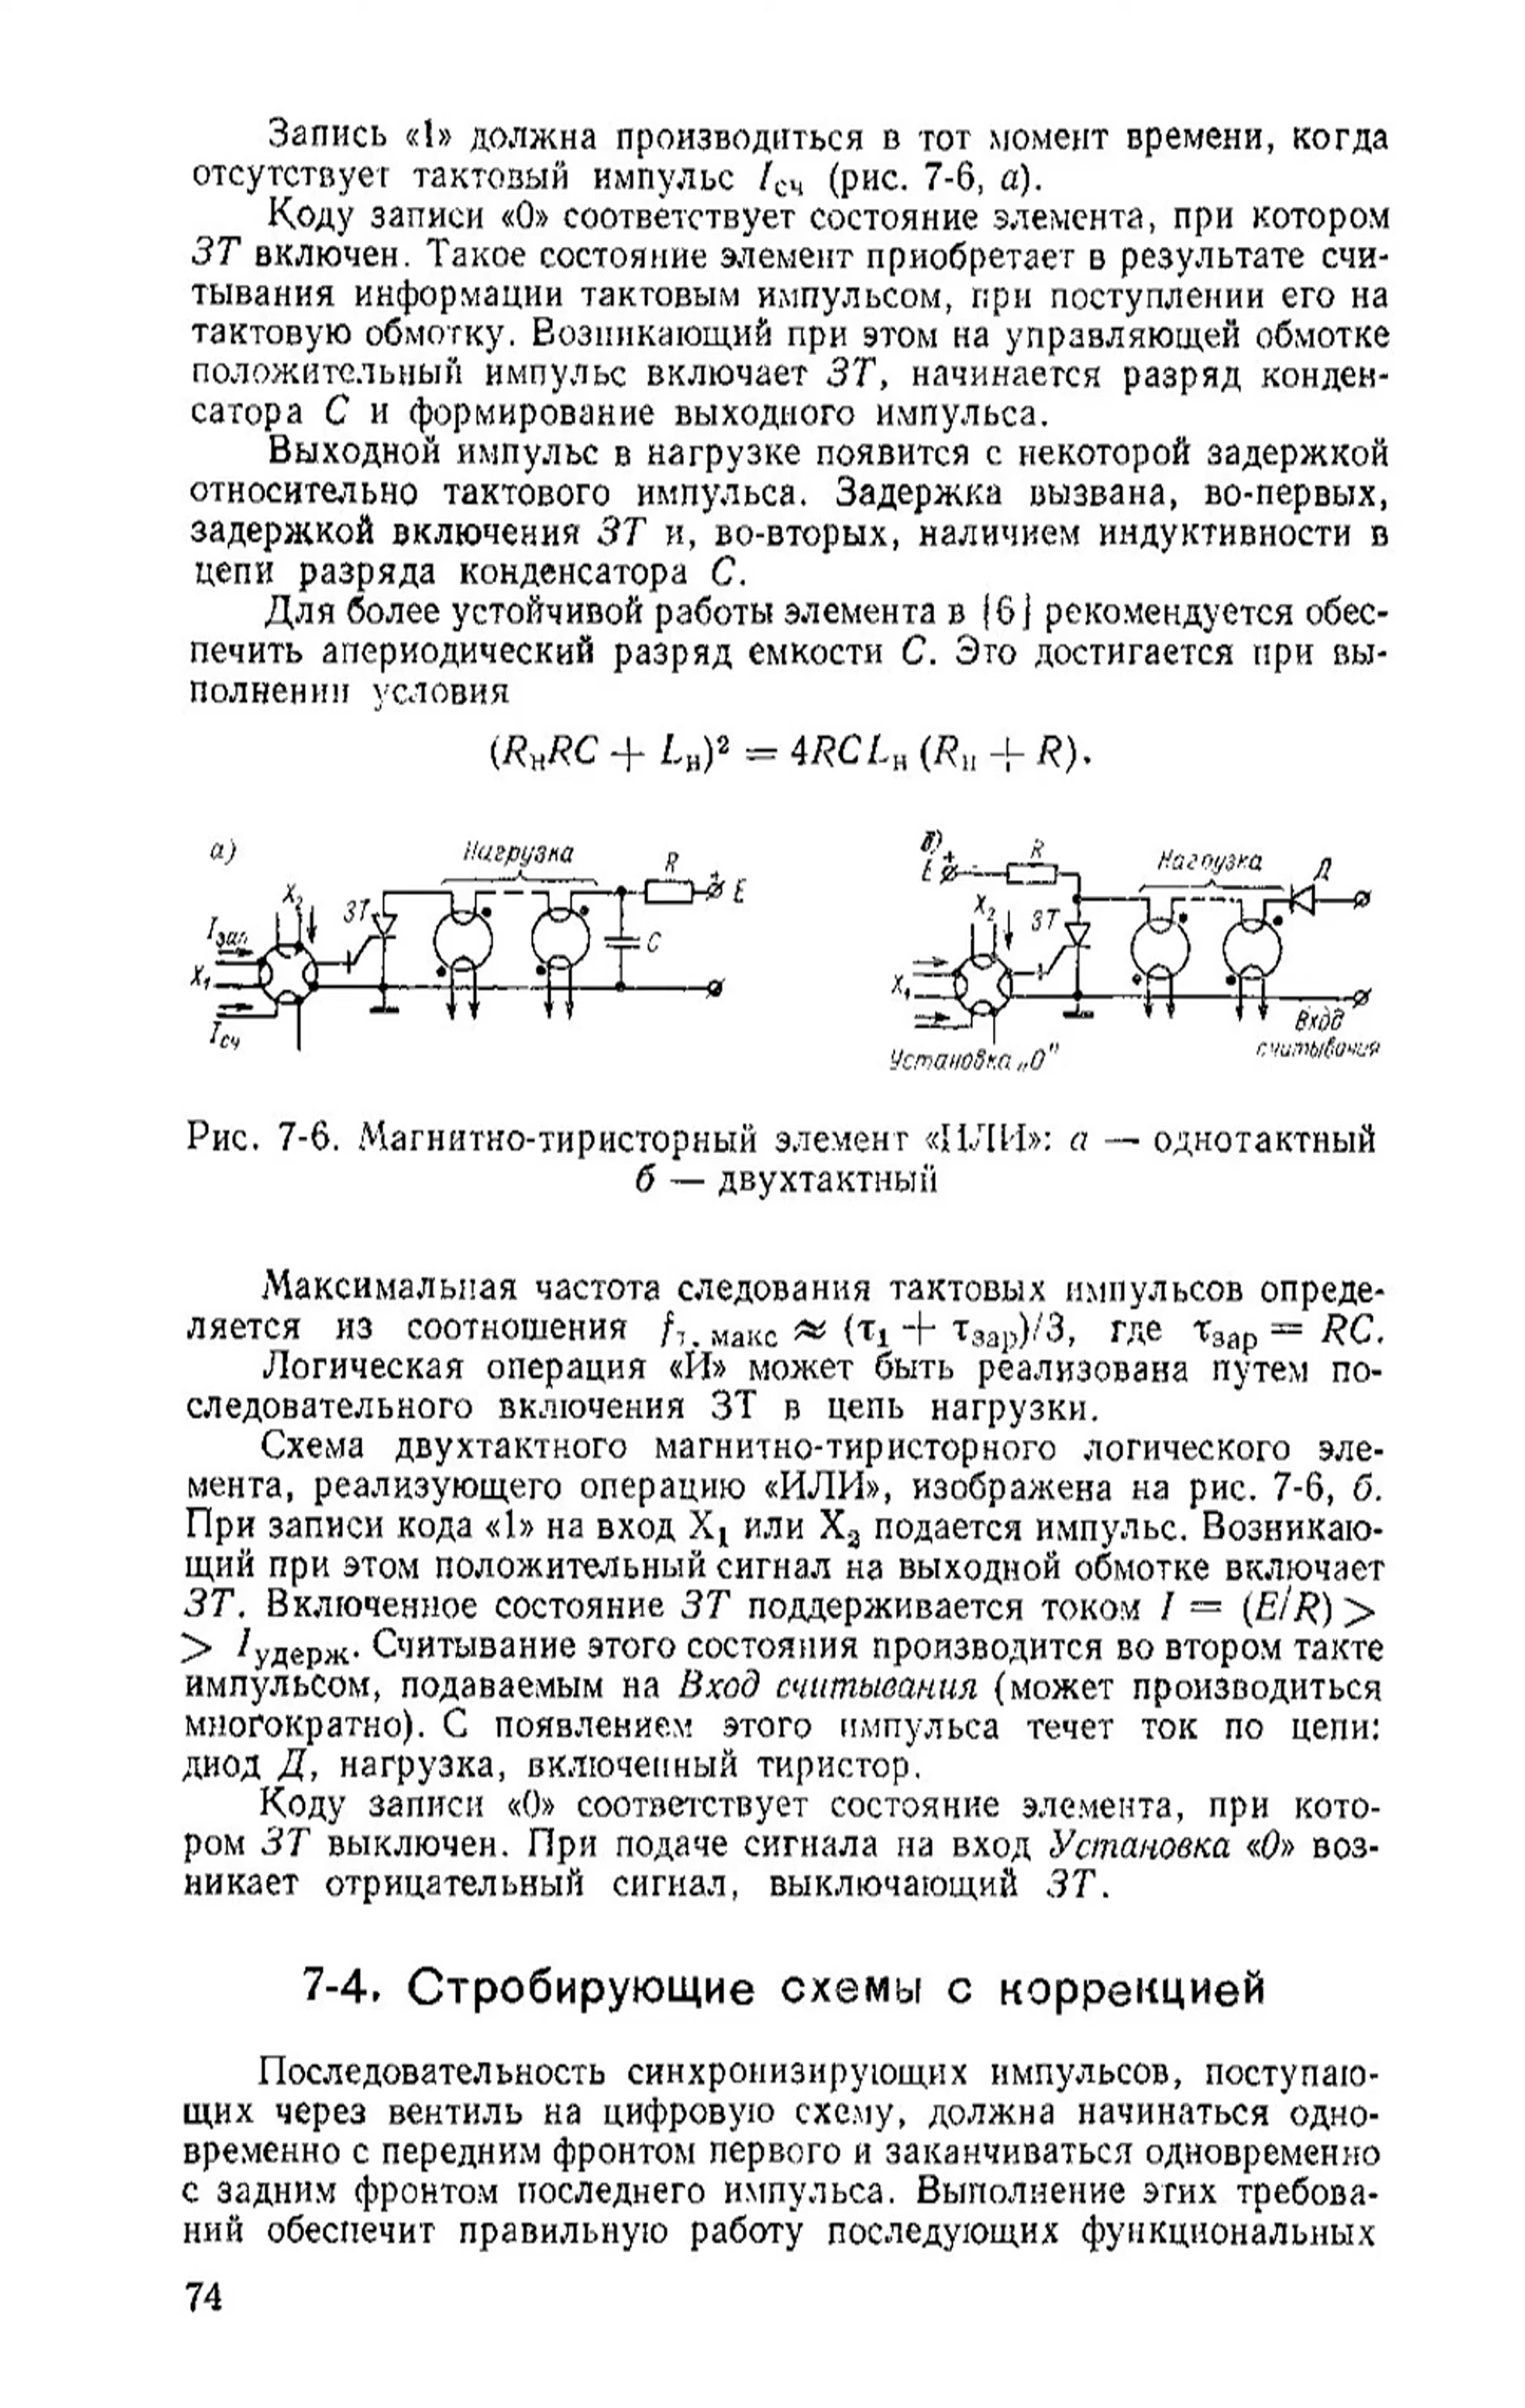 Запись «1» должна производиться в тот момент времени, когда
отсутствует тактовый импульс Iсч (рис. 7-6, а).
Коду записи «0» соответствует состояние элемента, при котором
ЗТ включен. Такое состояние элемент приобретает в результате счи-
тывания информации тактовым импульсом, при поступлении его на
тактовую обмотку. Возникающий при этом на управляющей обмотке
положительный импульс включает ЗТ, начинается разряд конден-
сатора С и формирование выходного импульса.
Выходной импульс в нагрузке появится с некоторой задержкой
относительно тактового импульса. Задержка вызвана, во-первых,
задержкой включения ЗТ и, во-вторых, наличием индуктивности в
цепи разряда конденсатора С.
Для более устойчивой работы элемента в [6] рекомендуется обес-
печить апериодический разряд емкости С. Это достигается при вы-
полнении условия
(RнRC + Lн)² = 4RCLн (Rн + R).
а)
Нагрузка
R
+
E
X₂
ЗТ
Iзап
X₁
C
Iсч
б)
E
+
R
Нагрузка
Д
X₂
ЗТ
X₁
Вход
считывания
Установка „0"
Рис. 7-6. Магнитно-тиристорный элемент «ИЛИ»: а — однотактный
б — двухтактный
Максимальная частота следования тактовых импульсов опреде-
ляется из соотношения fт. макс ≈ (τ₁ + τзар)/3, где τзар = RC.
Логическая операция «И» может быть реализована путем по-
следовательного включения ЗТ в цепь нагрузки.
Схема двухтактного магнитно-тиристорного логического эле-
мента, реализующего операцию «ИЛИ», изображена на рис. 7-6, б.
При записи кода «1» на вход X₁ или X₂ подается импульс. Возникаю-
щий при этом положительный сигнал на выходной обмотке включает
ЗТ. Включенное состояние ЗТ поддерживается током I = (E/R) >
> Iудерж. Считывание этого состояния производится во втором такте
импульсом, подаваемым на Вход считывания (может производиться
многократно). С появлением этого импульса течет ток по цепи:
диод Д, нагрузка, включенный тиристор.
Коду записи «0» соответствует состояние элемента, при кото-
ром ЗТ выключен. При подаче сигнала на вход Установка «0» воз-
никает отрицательный сигнал, выключающий ЗТ.
7-4. Стробирующие схемы с коррекцией
Последовательность синхронизирующих импульсов, поступаю-
щих через вентиль на цифровую схему, должна начинаться одно-
временно с передним фронтом первого и заканчиваться одновременно
с задним фронтом последнего импульса. Выполнение этих требова-
ний обеспечит правильную работу последующих функциональных
74